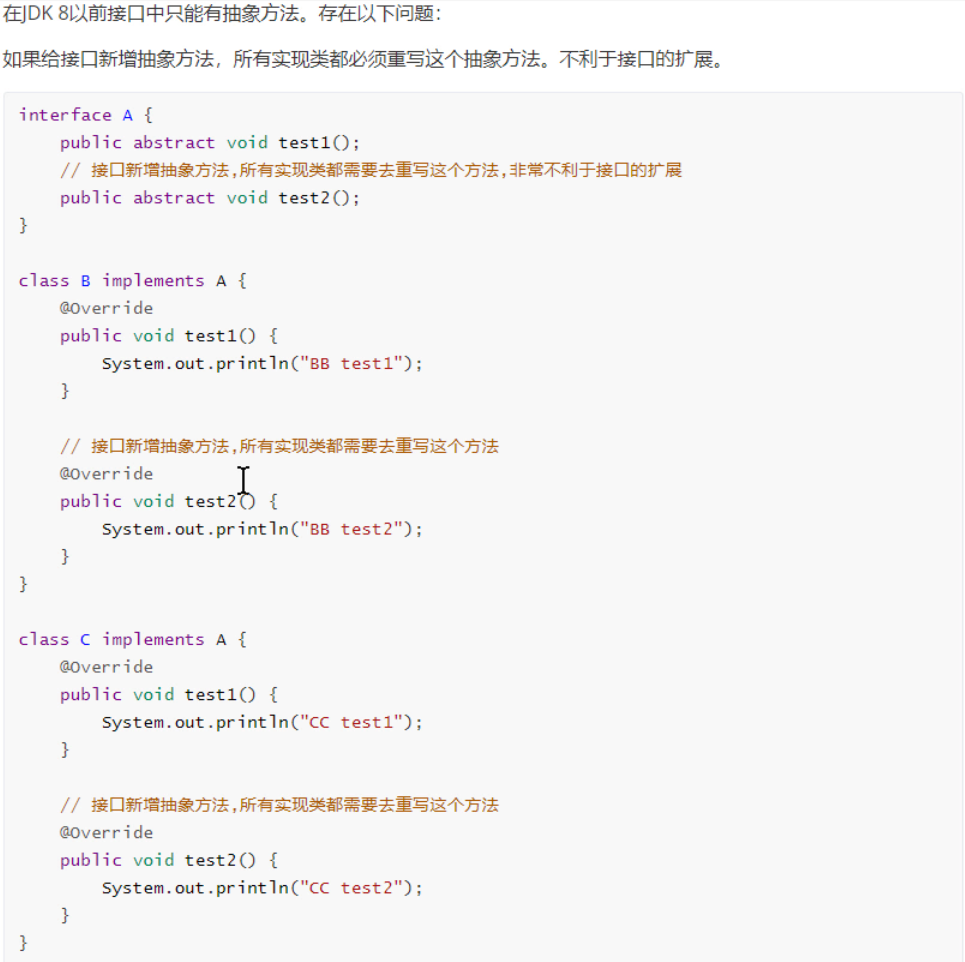 在JDK 8以前接口中只能有抽象方法。存在以下问题：
如果给接口新增抽象方法，所有实现类都必须重写这个抽象方法。不利于接口的扩展。
interface A {
    public abstract void test1();
    // 接口新增抽象方法,所有实现类都需要去重写这个方法,非常不利于接口的扩展
    public abstract void test2();
}
class B implements A {
    @Override
    public void test1() {
        System.out.println("BB test1");
    }
    // 接口新增抽象方法,所有实现类都需要去重写这个方法
    @Override
    public void test2() {
        System.out.println("BB test2");
    }
}
class C implements A {
    @Override
    public void test1() {
        System.out.println("CC test1");
    }
    // 接口新增抽象方法,所有实现类都需要去重写这个方法
    @Override
    public void test2() {
        System.out.println("CC test2");
    }
}